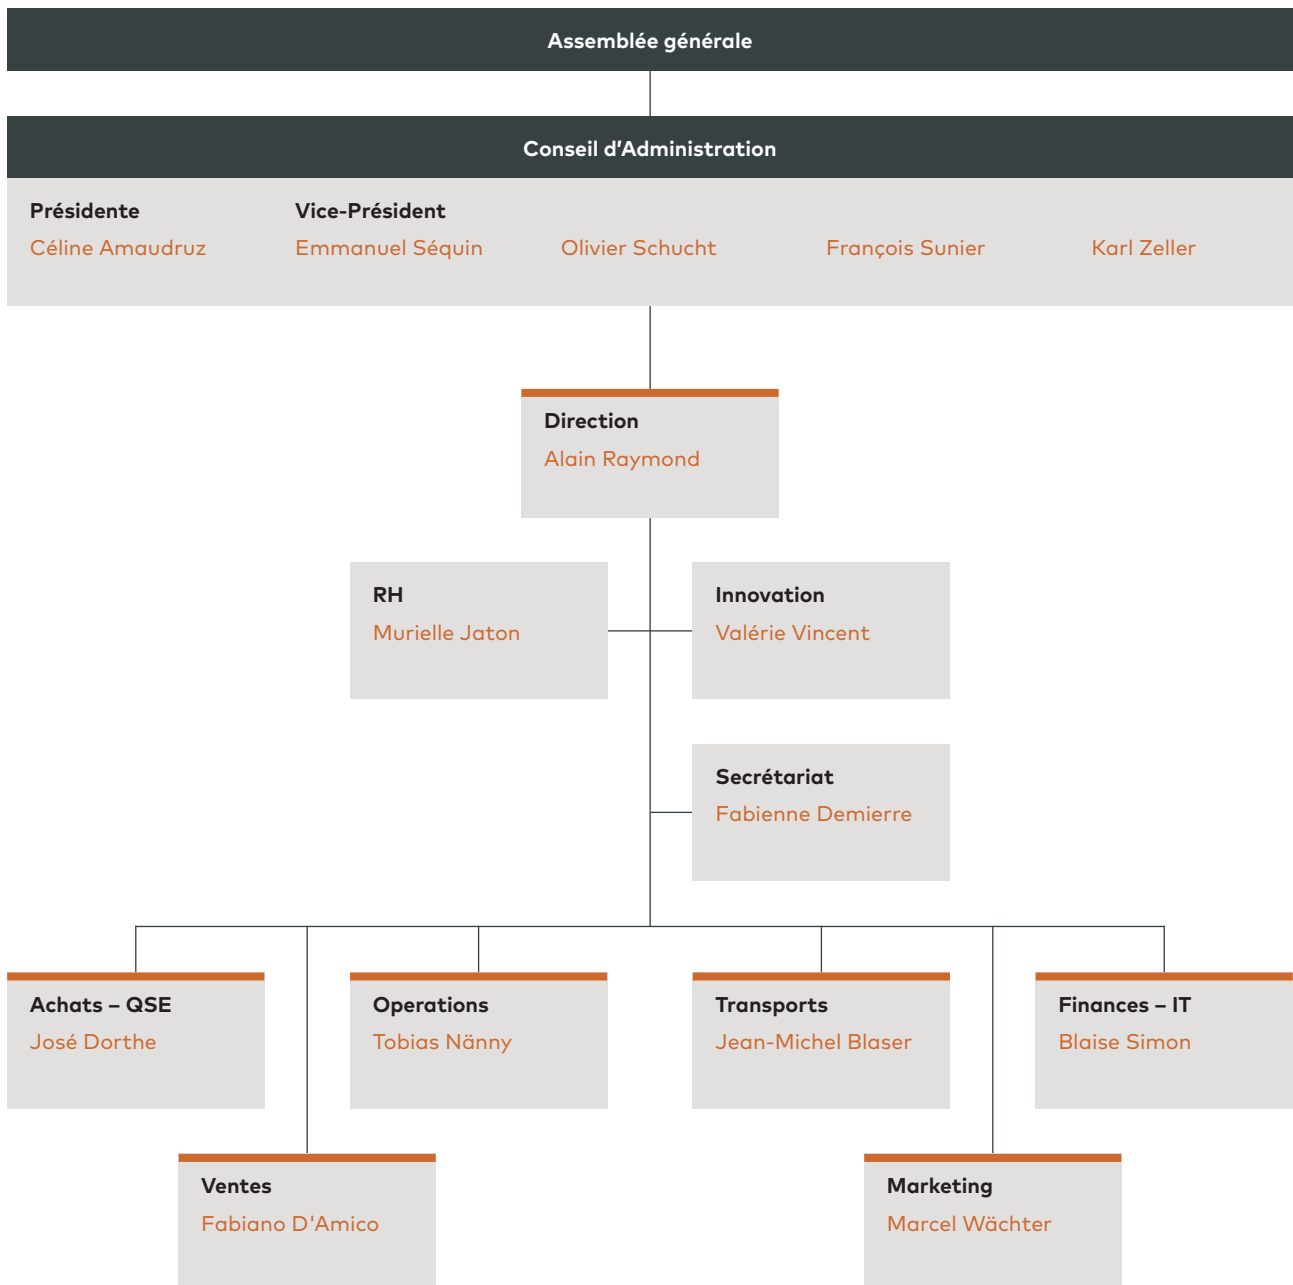 Assemblée générale
Conseil d’Administration
Présidente
Céline Amaudruz
Vice-Président
Emmanuel Séquin
Olivier Schucht
François Sunier
Karl Zeller
Direction
Alain Raymond
RH
Murielle Jaton
Innovation
Valérie Vincent
Secrétariat
Fabienne Demierre
Achats – QSE
José Dorthe
Operations
Tobias Nänny
Transports
Jean-Michel Blaser
Finances – IT
Blaise Simon
Ventes
Fabiano D'Amico
Marketing
Marcel Wächter